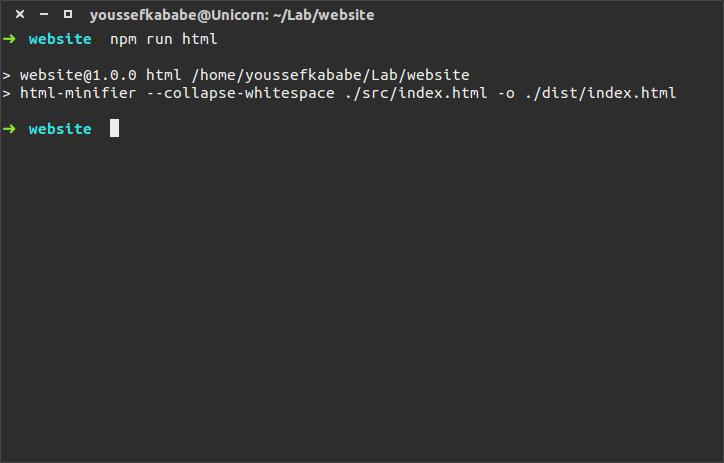 youssefkababe@Unicorn: ~/Lab/website
➜ website npm run html
> website@1.0.0 html /home/youssefkababe/Lab/website
> html-minifier --collapse-whitespace ./src/index.html -o ./dist/index.html
➜ website